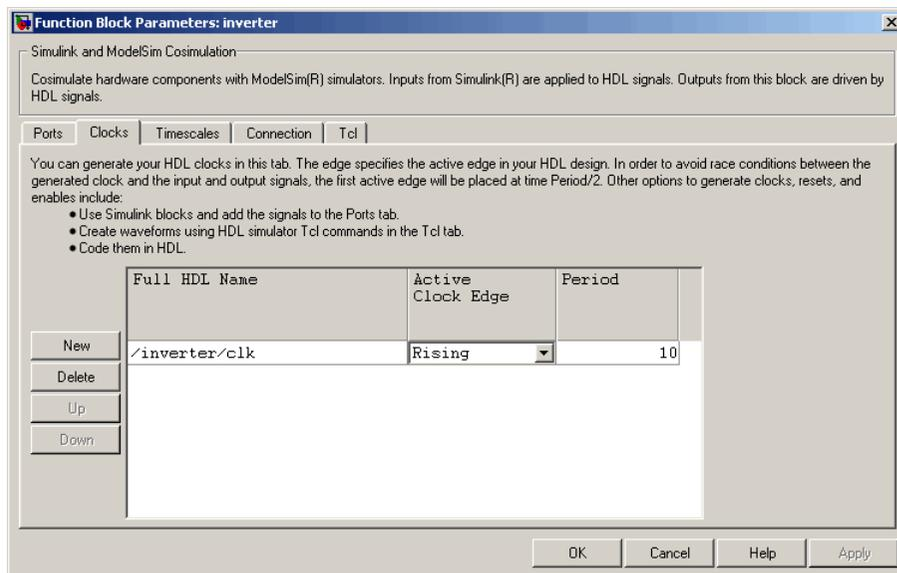 Function Block Parameters: inverter
Simulink and ModelSim Cosimulation
Cosimulate hardware components with ModelSim(R) simulators. Inputs from Simulink(R) are applied to HDL signals. Outputs from this block are driven by
HDL signals.
Ports Clocks Timescales Connection Tcl
You can generate your HDL clocks in this tab. The edge specifies the active edge in your HDL design. In order to avoid race conditions between the
generated clock and the input and output signals, the first active edge will be placed at time Period/2. Other options to generate clocks, resets, and
enables include:
• Use Simulink blocks and add the signals to the Ports tab.
• Create waveforms using HDL simulator Tcl commands in the Tcl tab.
• Code them in HDL.
Full HDL Name Active Period
Clock Edge
New
/inverter/clk Rising 10
Delete
Up
Down
OK Cancel Help Apply